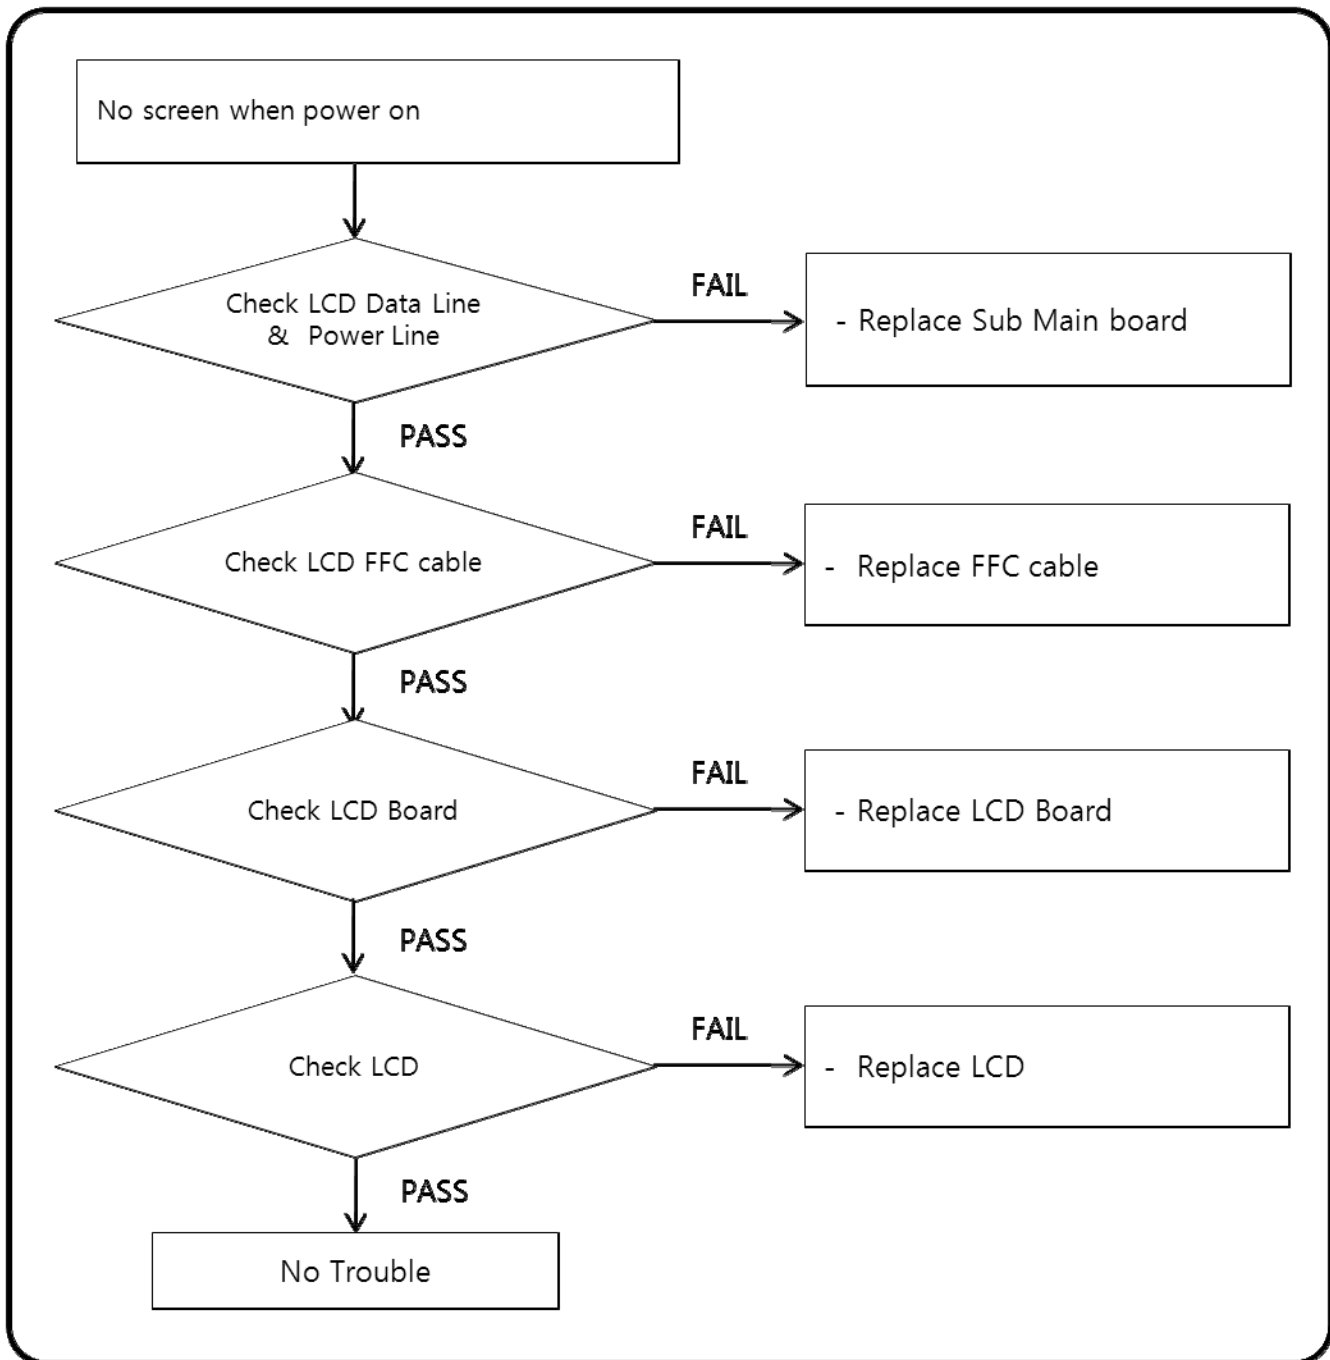 No screen when power on
Check LCD Data Line
& Power Line
FAIL
- Replace Sub Main board
PASS
Check LCD FFC cable
FAIL
- Replace FFC cable
PASS
Check LCD Board
FAIL
- Replace LCD Board
PASS
Check LCD
FAIL
- Replace LCD
PASS
No Trouble